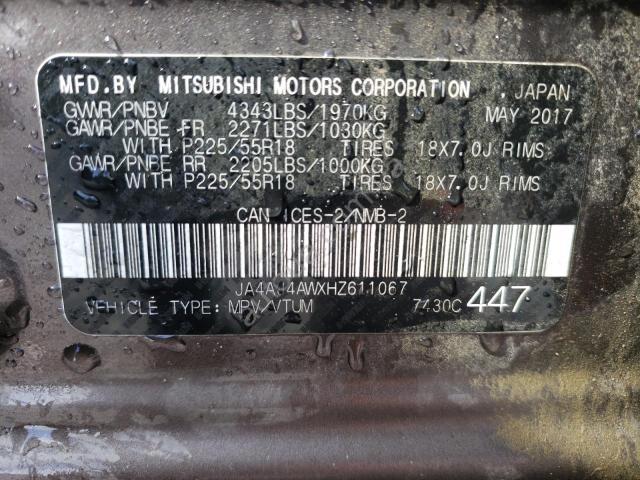 MFD.BY MITSUBISHI MOTORS CORPORATION, JAPAN
GVWR/PNBV 4343LBS/1970KG MAY 2017
GAWR/PNBE FR 2271LBS/1030KG
WITH P225/55R18 TIRES 18X7.0J RIMS
GAWR/PNBE RR 2205LBS/1000KG
WITH P225/55R18 TIRES 18X7.0J RIMS
CAN ICES-2/NMB-2
JA4AJ4AWXHZ611067
VEHICLE TYPE: MPV/VTUM 7430C 447